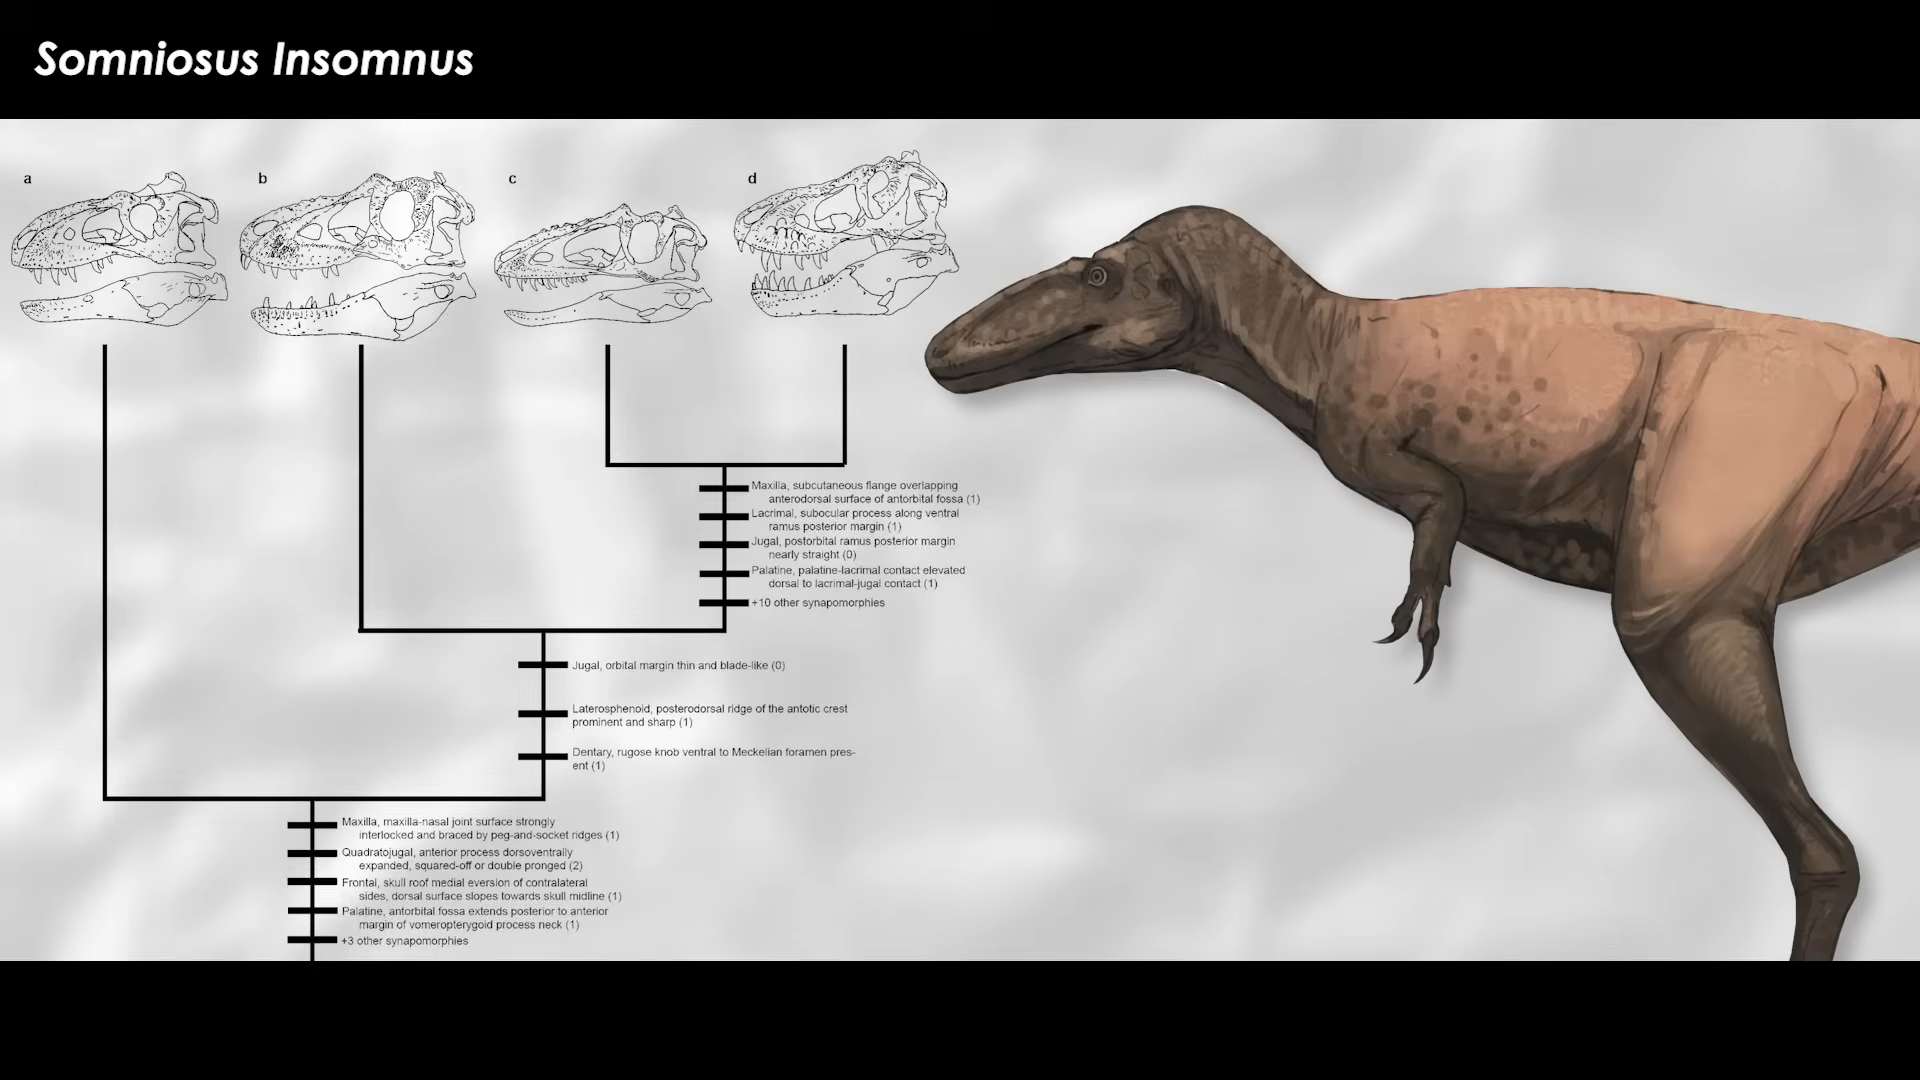 Somniosus Insomnus
a
b
c
d
Maxilla, subcutaneous flange overlapping
anterodorsal surface of antorbital fossa (1)
Lacrimal, subocular process along ventral
ramus posterior margin (1)
Jugal, postorbital ramus posterior margin
nearly straight (0)
Palatine, palatine-lacrimal contact elevated
dorsal to lacrimal-jugal contact (1)
+10 other synapomorphies
Jugal, orbital margin thin and blade-like (0)
Laterosphenoid, posterodorsal ridge of the antotic crest
prominent and sharp (1)
Dentary, rugose knob ventral to Meckelian foramen pres-
ent (1)
Maxilla, maxilla-nasal joint surface strongly
interlocked and braced by peg-and-socket ridges (1)
Quadratojugal, anterior process dorsoventrally
expanded, squared-off or double pronged (2)
Frontal, skull roof medial eversion of contralateral
sides, dorsal surface slopes towards skull midline (1)
Palatine, antorbital fossa extends posterior to anterior
margin of vomeropterygoid process neck (1)
+3 other synapomorphies